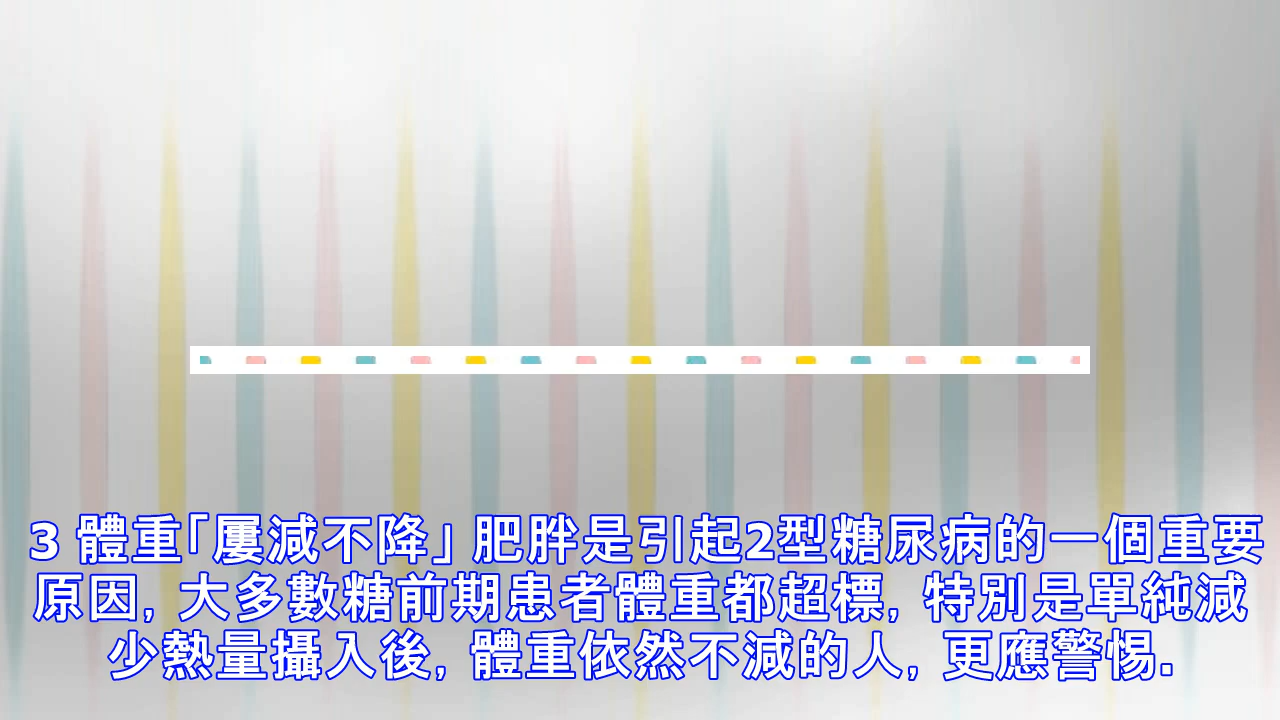 3 體重「屢減不降」肥胖是引起2型糖尿病的一個重要
原因, 大多數糖前期患者體重都超標, 特別是單純減
少熱量攝入後, 體重依然不減的人, 更應警惕.